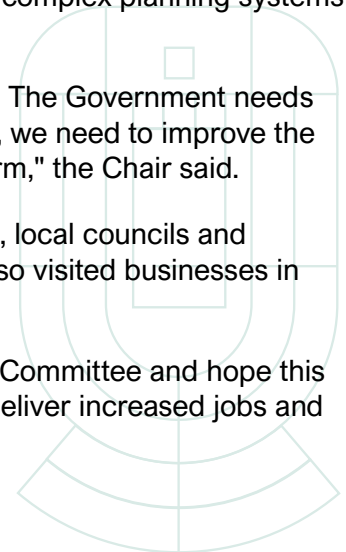 complex planning systems
The Government needs
, we need to improve the
rm," the Chair said.
, local councils and
so visited businesses in
Committee and hope this
eliver increased jobs and